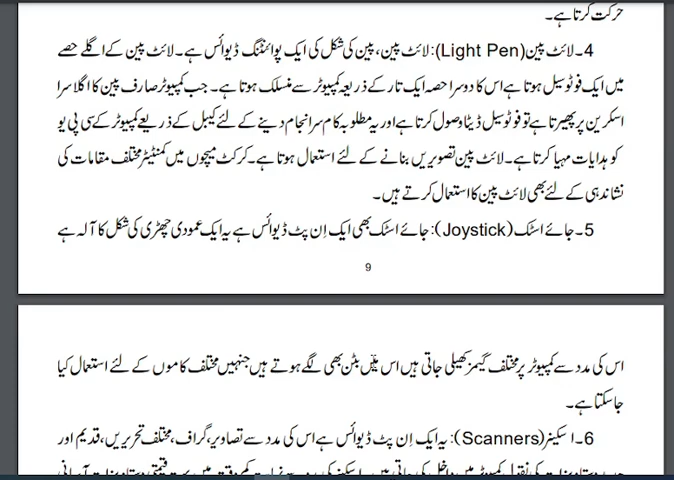 حرکت کرتا ہے۔
4۔ لائٹ پین (Light Pen): لائٹ پین، پین کی شکل کی ایک پوائنٹنگ ڈیوائس ہے۔ لائٹ پین کے اگلے حصے
میں ایک فوٹو سیل ہوتا ہے اس کا دوسرا حصہ ایک تار کے ذریعہ کمپیوٹر سے منسلک ہوتا ہے۔ جب کمپیوٹر صارف پین کا اگلا سرا
اسکرین پر پھیرتا ہے تو فوٹو سیل ڈیٹا وصول کرتا ہے اور یہ مطلوبہ کام سرانجام دینے کے لئے کیبل کے ذریعے کمپیوٹر کے سی پی یو
کو ہدایات مہیا کرتا ہے۔ لائٹ پین تصویریں بنانے کے لئے استعمال ہوتا ہے۔ کرکٹ میچوں میں کمنٹیٹر مختلف مقامات کی
نشاندہی کے لئے بھی لائٹ پین کا استعمال کرتے ہیں۔
5۔ جائے اسٹک (Joystick): جائے اسٹک بھی ایک اِن پٹ ڈیوائس ہے یہ ایک عمودی چھڑی کی شکل کا آلہ ہے
9
اس کی مدد سے کمپیوٹر پر مختلف گیمز کھیلی جاتی ہیں اس میں بٹن بھی لگے ہوتے ہیں جنہیں مختلف کاموں کے لئے استعمال کیا
جاسکتا ہے۔
6۔ اسکینر (Scanners): یہ ایک اِن پٹ ڈیوائس ہے اس کی مدد سے تصاویر، گراف، مختلف تحریریں، قدیم اور